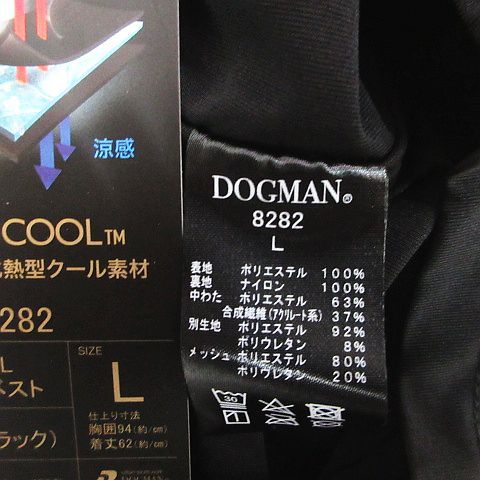 涼感
COOL™
熱型クール素材
282
L
ベスト
ラック)
SIZE
L
仕上り寸法
胸囲94(約/cm)
着丈62(約/cm)
DOGMAN®
8282
L
表地 ポリエステル 100%
裏地 ナイロン 100%
中わた ポリエステル 63%
合成繊維(アクリレート系) 37%
別生地 ポリエステル 92%
ポリウレタン 8%
メッシュ ポリエステル 80%
ポリウレタン 20%
30